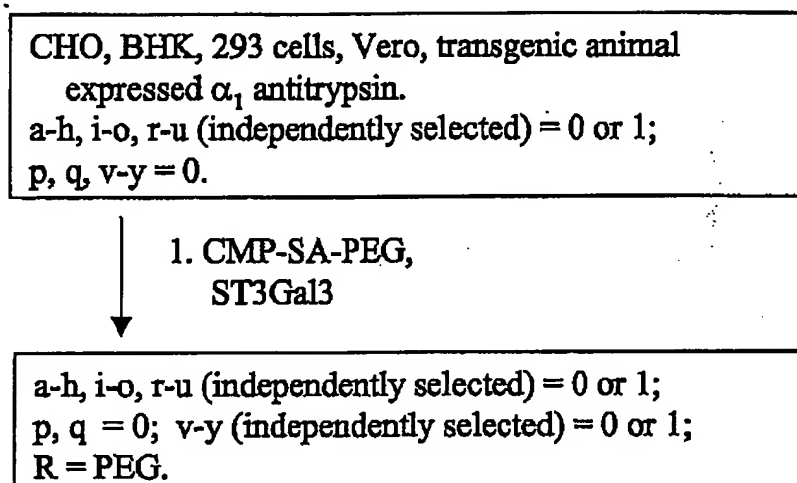 CHO, BHK, 293 cells, Vero, transgenic animal
expressed α₁ antitrypsin.
a-h, i-o, r-u (independently selected) = 0 or 1;
p, q, v-y = 0.
1. CMP-SA-PEG,
ST3Gal3
a-h, i-o, r-u (independently selected) = 0 or 1;
p, q = 0; v-y (independently selected) = 0 or 1;
R = PEG.